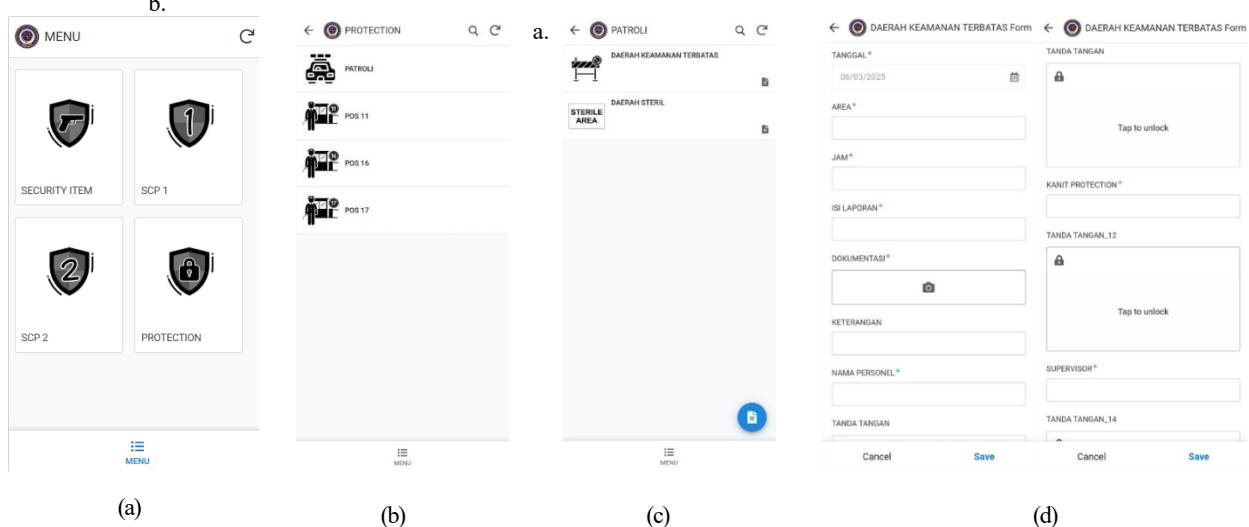 b.
MENU
SECURITY ITEM
SCP 1
SCP 2
PROTECTION
MENU
(a)
PROTECTION
PATROLI
POS 11
POS 16
POS 17
MENU
(b)
a.
PATROLI
DAERAH KEAMANAN TERBATAS
STERILE
AREA
DAERAH STERIL
MENU
(c)
DAERAH KEAMANAN TERBATAS Form
TANGGAL*
06/03/2025
AREA*
JAM*
ISI LAPORAN*
DOKUMENTASI*
KETERANGAN
NAMA PERSONEL*
TANDA TANGAN
Cancel Save
DAERAH KEAMANAN TERBATAS Form
TANDA TANGAN
Tap to unlock
KANIT PROTECTION*
TANDA TANGAN_12
Tap to unlock
SUPERVISOR*
TANDA TANGAN_14
Cancel Save
(d)